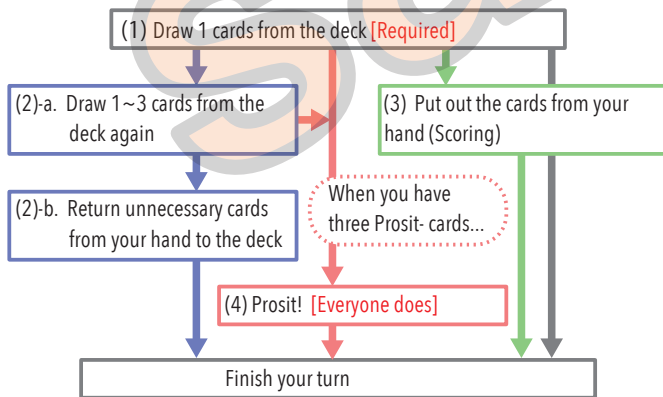 (1) Draw 1 cards from the deck [Required]
(2)-a. Draw 1~3 cards from the
deck again
(3) Put out the cards from your
hand (Scoring)
(2)-b. Return unnecessary cards
from your hand to the deck
When you have
three Prosit- cards...
(4) Prosit! [Everyone does]
Finish your turn